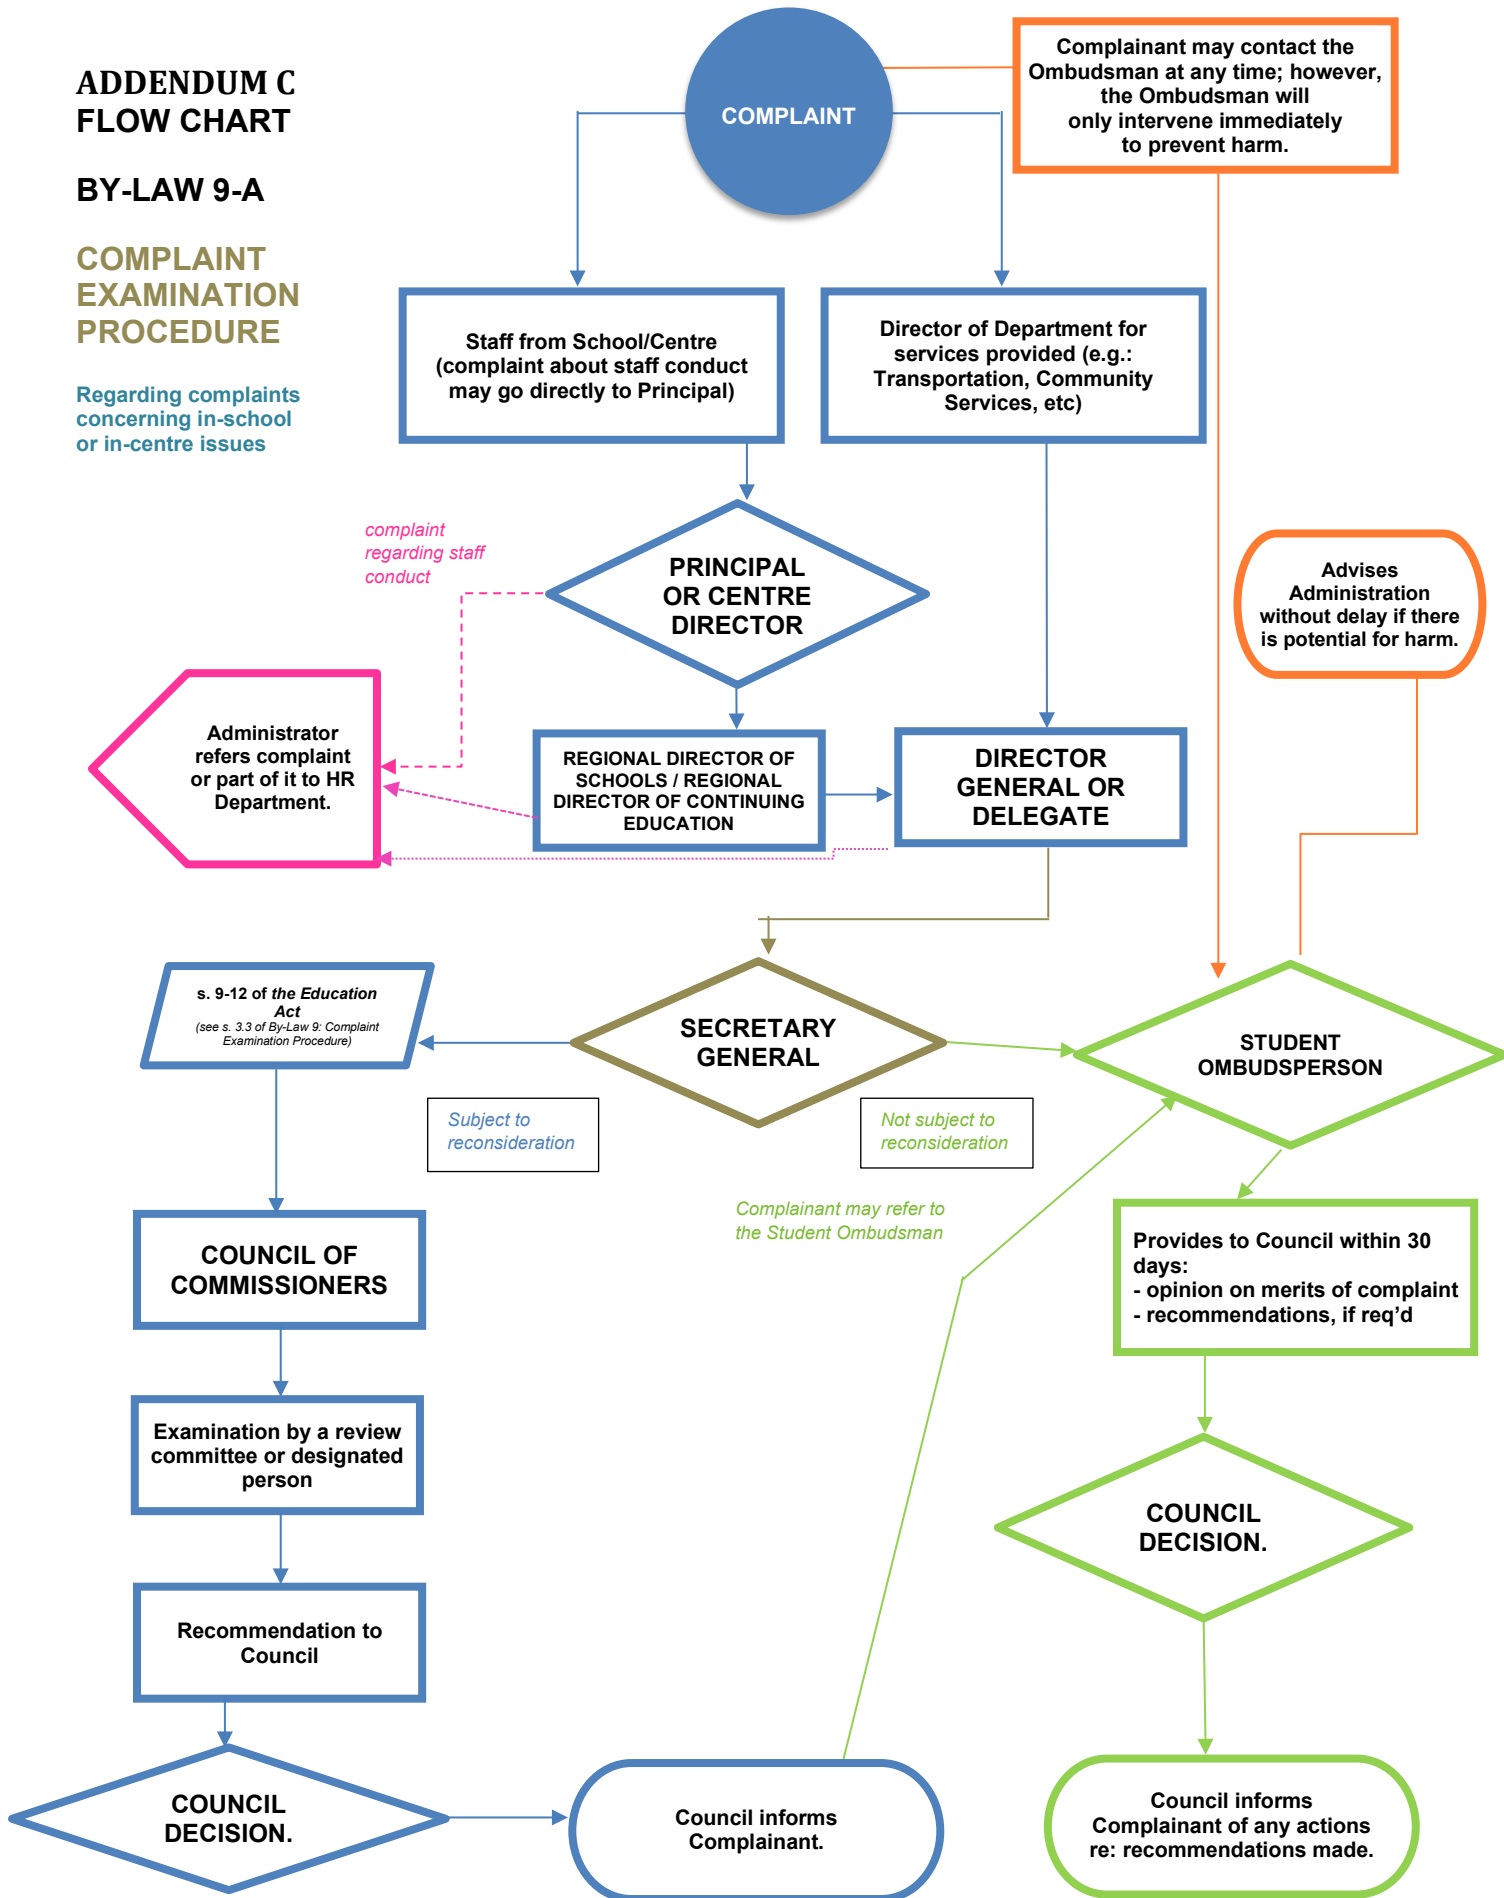 ADDENDUM C
FLOW CHART
BY-LAW 9-A
COMPLAINT
EXAMINATION
PROCEDURE
Regarding complaints
concerning in-school
or in-centre issues
COMPLAINT
Complainant may contact the
Ombudsman at any time; however,
the Ombudsman will
only intervene immediately
to prevent harm.
Staff from School/Centre
(complaint about staff conduct
may go directly to Principal)
Director of Department for
services provided (e.g.:
Transportation, Community
Services, etc)
complaint
regarding staff
conduct
PRINCIPAL
OR CENTRE
DIRECTOR
Advises
Administration
without delay if there
is potential for harm.
Administrator
refers complaint
or part of it to HR
Department.
REGIONAL DIRECTOR OF
SCHOOLS / REGIONAL
DIRECTOR OF CONTINUING
EDUCATION
DIRECTOR
GENERAL OR
DELEGATE
s. 9-12 of the Education
Act
(see s. 3.3 of By-Law 9: Complaint
Examination Procedure)
SECRETARY
GENERAL
STUDENT
OMBUDSPERSON
Subject to
reconsideration
Not subject to
reconsideration
Complainant may refer to
the Student Ombudsman
COUNCIL OF
COMMISSIONERS
Provides to Council within 30
days:
- opinion on merits of complaint
- recommendations, if req’d
Examination by a review
committee or designated
person
COUNCIL
DECISION.
Recommendation to
Council
COUNCIL
DECISION.
Council informs
Complainant.
Council informs
Complainant of any actions
re: recommendations made.